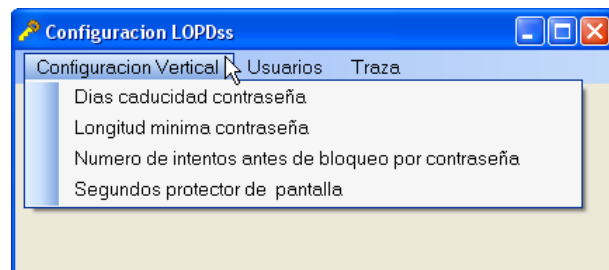 Configuracion LOPDss
Configuracion Vertical Usuarios Traza
Dias caducidad contraseña
Longitud minima contraseña
Numero de intentos antes de bloqueo por contraseña
Segundos protector de pantalla